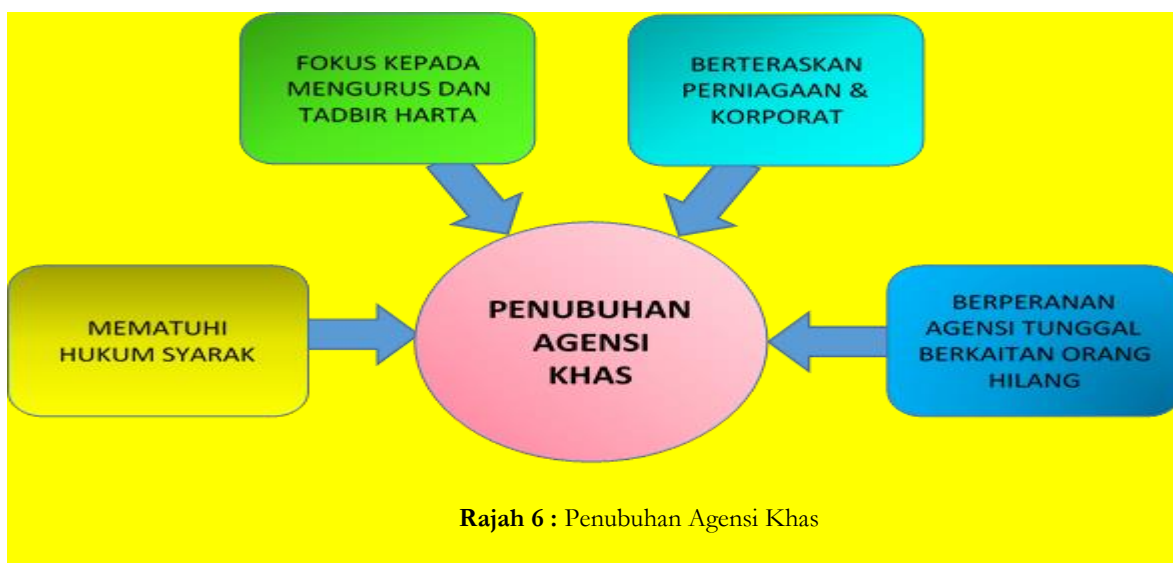 FOKUS KEPADA
MENGURUS DAN
TADBIR HARTA
BERTERASKAN
PERNIAGAAN &
KORPORAT
MEMATUHI
HUKUM SYARAK
PENUBUHAN
AGENSI
KHAS
BERPERANAN
AGENSI TUNGGAL
BERKAITAN ORANG
HILANG
Rajah 6 : Penubuhan Agensi Khas